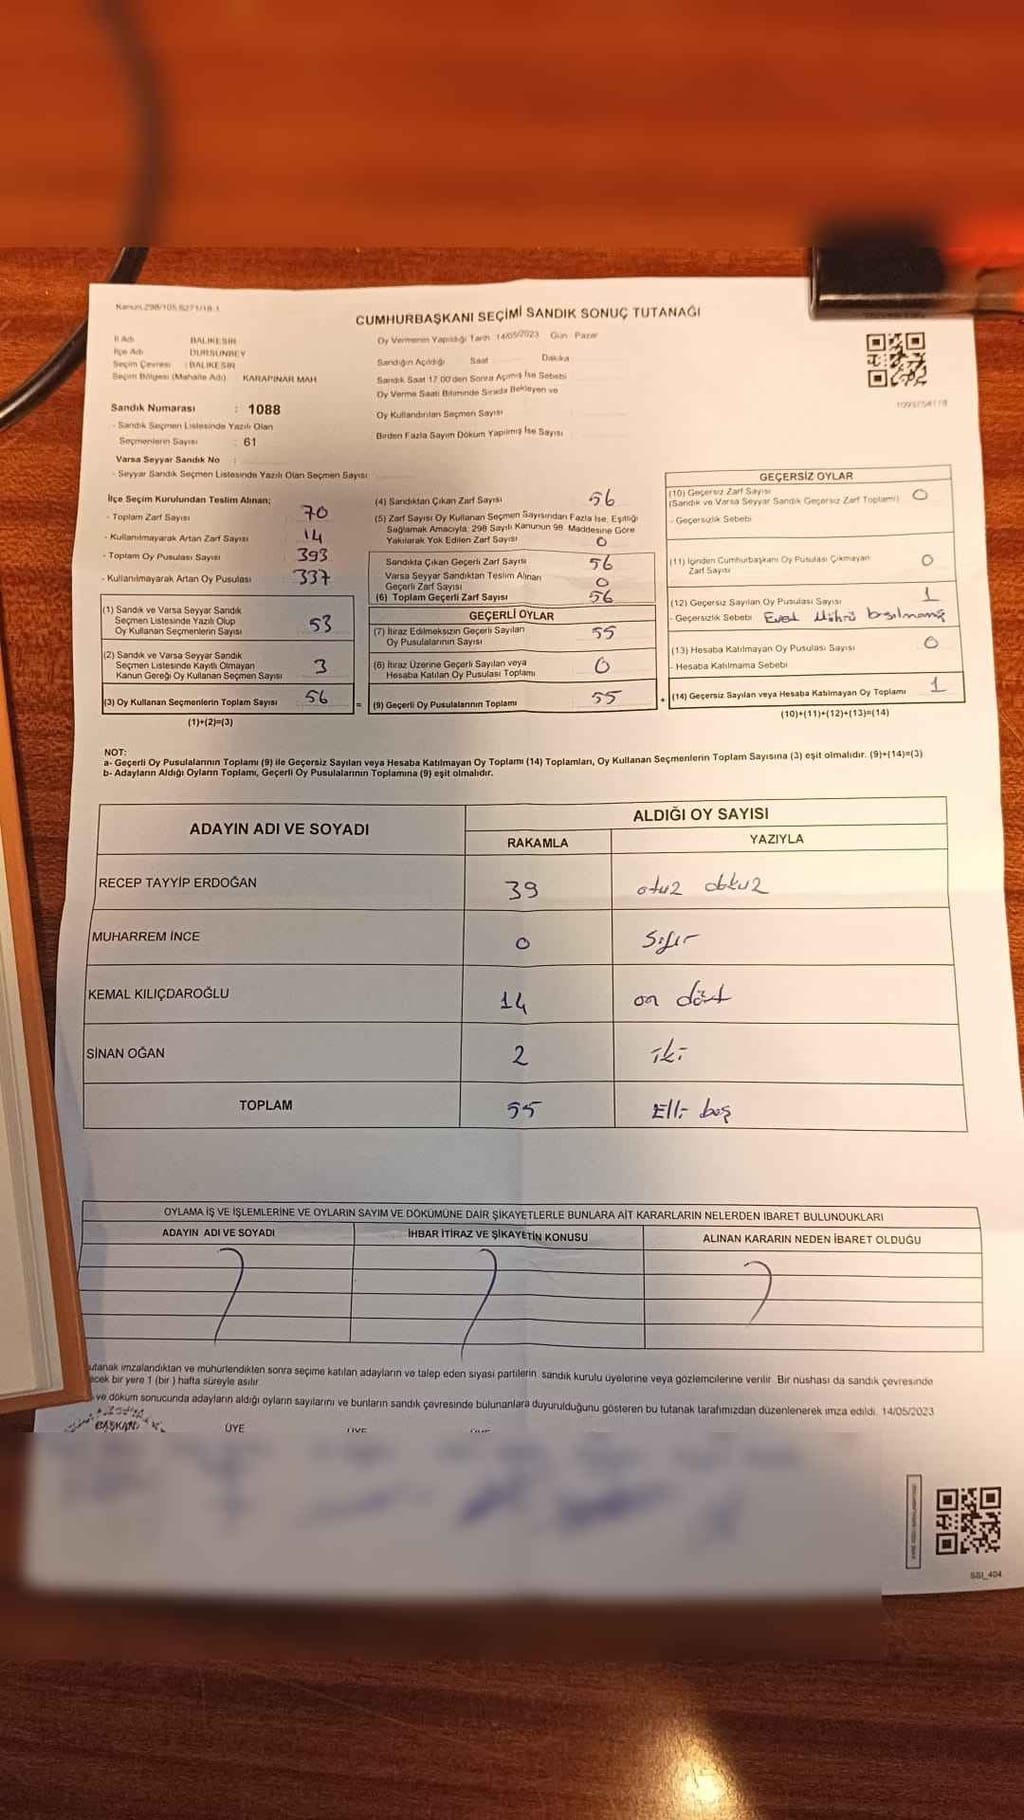 Kanun:298/105,6271/18-1
CUMHURBAŞKANI SEÇİMİ SANDIK SONUÇ TUTANAĞI
İl Adı BALIKESİR
İlçe Adı DURSUNBEY
Seçim Çevresi : BALIKESİR
Seçim Bölgesi (Mahalle Adı) KARAPINAR MAH
Oy Vermenin Yapıldığı Tarih 14/05/2023 Gün : Pazar
Sandığın Açıldığı Saat Dakika
Sandık Saat 17.00'den Sonra Açılmış İse Sebebi
Oy Verme Saati Bitiminde Sırada Bekleyen ve
Oy Kullandırılan Seçmen Sayısı
Birden Fazla Sayım Döküm Yapılmış İse Sayısı
Sandık Numarası : 1088
- Sandık Seçmen Listesinde Yazılı Olan
Seçmenlerin Sayısı : 61
Varsa Seyyar Sandık No
- Seyyar Sandık Seçmen Listesinde Yazılı Olan Seçmen Sayısı
İlçe Seçim Kurulundan Teslim Alınan;
- Toplam Zarf Sayısı 70
- Kullanılmayarak Artan Zarf Sayısı 14
- Toplam Oy Pusulası Sayısı 393
- Kullanılmayarak Artan Oy Pusulası 337
(1) Sandık ve Varsa Seyyar Sandık
Seçmen Listesinde Yazılı Olup
Oy Kullanan Seçmenlerin Sayısı 53
(2) Sandık ve Varsa Seyyar Sandık
Seçmen Listesinde Kayıtlı Olmayan
Kanun Gereği Oy Kullanan Seçmen Sayısı 3
(3) Oy Kullanan Seçmenlerin Toplam Sayısı 56
(1)+(2)=(3)
(4) Sandıktan Çıkan Zarf Sayısı 56
(5) Zarf Sayısı Oy Kullanan Seçmen Sayısından Fazla İse, Eşitliği
Sağlamak Amacıyla, 298 Sayılı Kanunun 98. Maddesine Göre
Yakılarak Yok Edilen Zarf Sayısı 0
Sandıkta Çıkan Geçerli Zarf Sayısı 56
Varsa Seyyar Sandıktan Teslim Alınan
Geçerli Zarf Sayısı 0
(6) Toplam Geçerli Zarf Sayısı 56
GEÇERLİ OYLAR
(7) İtiraz Edilmeksizin Geçerli Sayılan
Oy Pusulalarının Sayısı 55
(8) İtiraz Üzerine Geçerli Sayılan veya
Hesaba Katılan Oy Pusulası Toplamı 0
= (9) Geçerli Oy Pusulalarının Toplamı 55
GEÇERSİZ OYLAR
(10) Geçersiz Zarf Sayısı
(Sandık ve Varsa Seyyar Sandık Geçersiz Zarf Toplamı) 0
- Geçersizlik Sebebi
(11) İçinden Cumhurbaşkanı Oy Pusulası Çıkmayan
Zarf Sayısı 0
(12) Geçersiz Sayılan Oy Pusulası Sayısı 1
- Geçersizlik Sebebi Evet Mührü basılmamış
(13) Hesaba Katılmayan Oy Pusulası Sayısı 0
- Hesaba Katılmama Sebebi
+ (14) Geçersiz Sayılan veya Hesaba Katılmayan Oy Toplamı 1
(10)+(11)+(12)+(13)=(14)
NOT:
a- Geçerli Oy Pusulalarının Toplamı (9) ile Geçersiz Sayılan veya Hesaba Katılmayan Oy Toplamı (14) Toplamları, Oy Kullanan Seçmenlerin Toplam Sayısına (3) eşit olmalıdır. (9)+(14)=(3)
b- Adayların Aldığı Oyların Toplamı, Geçerli Oy Pusulalarının Toplamına (9) eşit olmalıdır.
ADAYIN ADI VE SOYADI ALDIĞI OY SAYISI
RAKAMLA YAZIYLA
RECEP TAYYİP ERDOĞAN 39 otuz dokuz
MUHARREM İNCE 0 Sıfır
KEMAL KILIÇDAROĞLU 14 on dört
SİNAN OĞAN 2 iki
TOPLAM 55 Elli beş
OYLAMA İŞ VE İŞLEMLERİNE VE OYLARIN SAYIM VE DÖKÜMÜNE DAİR ŞİKAYETLERLE BUNLARA AİT KARARLARIN NELERDEN İBARET BULUNDUKLARI
ADAYIN ADI VE SOYADI İHBAR İTİRAZ VE ŞİKAYETİN KONUSU ALINAN KARARIN NEDEN İBARET OLDUĞU
utanak imzalandıktan ve mühürlendikten sonra seçime katılan adayların ve talep eden siyasi partilerin sandık kurulu üyelerine veya gözlemcilerine verilir. Bir nüshası da sandık çevresinde
ecek bir yere 1 (bir) hafta süreyle asılır.
ve döküm sonucunda adayların aldığı oyların sayılarını ve bunların sandık çevresinde bulunanlara duyurulduğunu gösteren bu tutanak tarafımızdan düzenlenerek imza edildi. 14/05/2023
BAŞKAN ÜYE
SSI_404